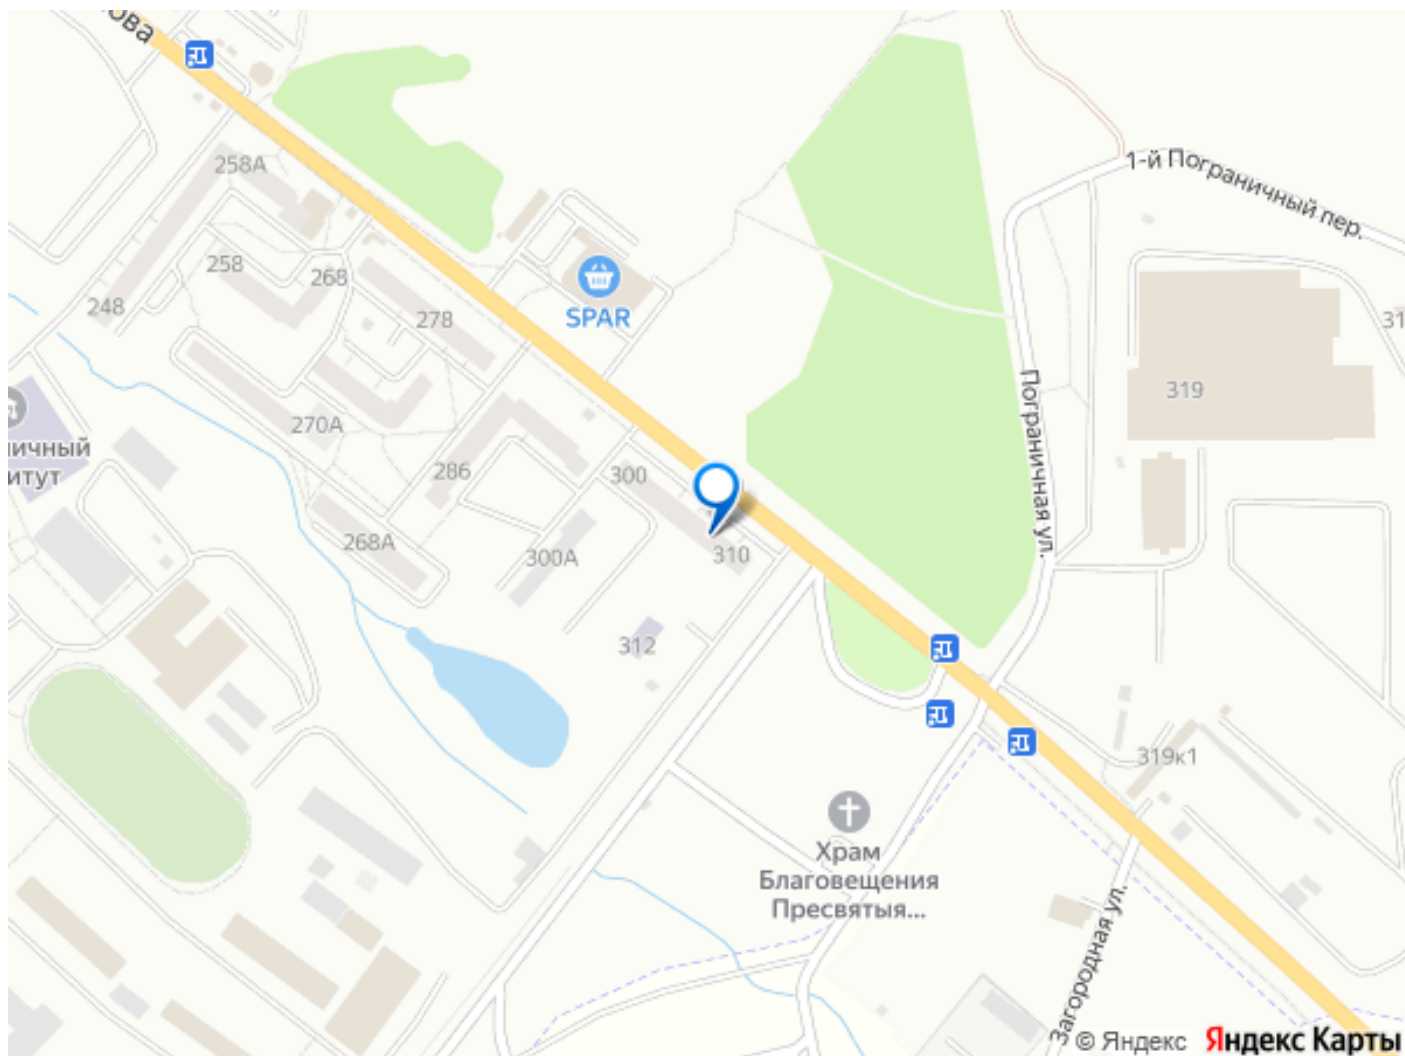 ова
258А
1-й Пограничный пер.
258
268
248
278
SPAR
31
319
Пограничная ул.
270А
ничный
итут
286
300
268А
300А
310
312
319к1
Храм
Благовещения
Пресвятыя...
Загородная ул.
© Яндекс Яндекс Карты